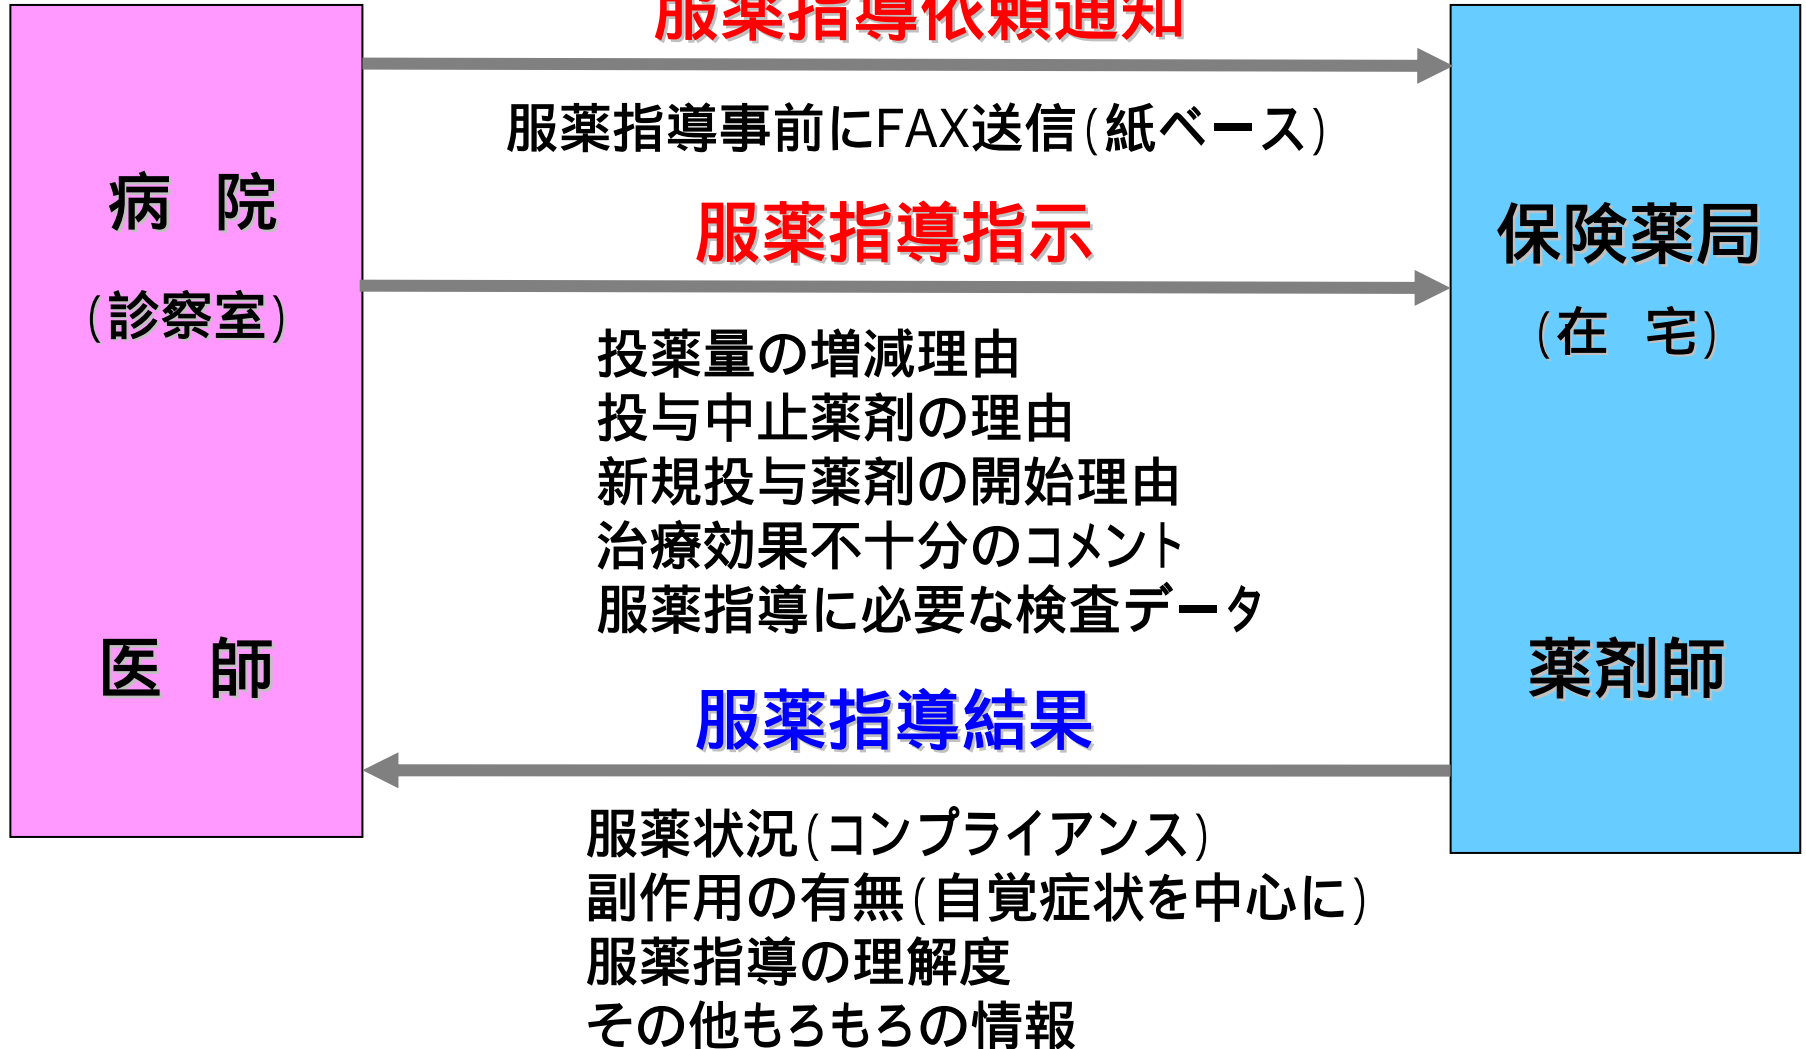 服薬指導依頼通知
服薬指導事前にFAX送信(紙ベース)
病 院
(診察室)
医 師
服薬指導指示
投薬量の増減理由
投与中止薬剤の理由
新規投与薬剤の開始理由
治療効果不十分のコメント
服薬指導に必要な検査データ
服薬指導結果
服薬状況(コンプライアンス)
副作用の有無(自覚症状を中心に)
服薬指導の理解度
その他もろもろの情報
保険薬局
(在 宅)
薬剤師